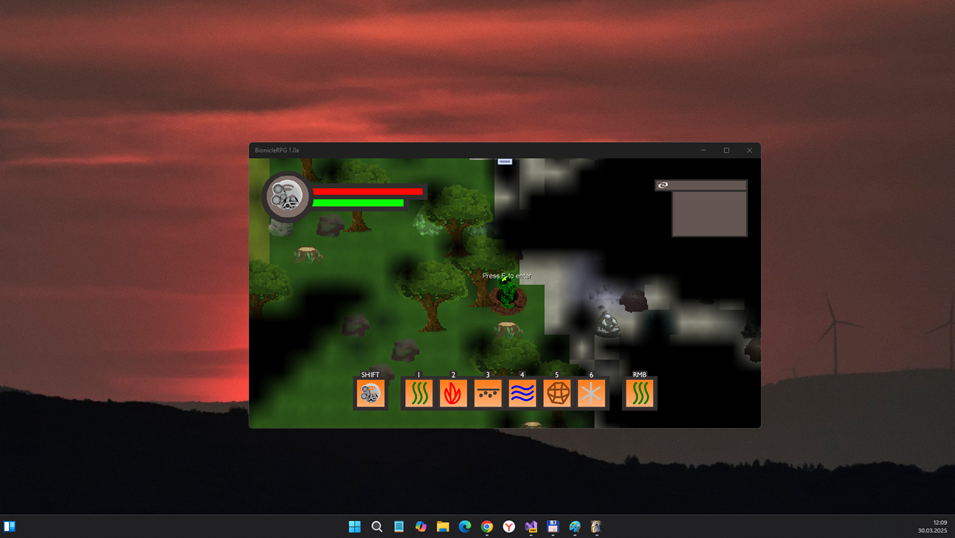 BionicleRPG 1.0a
Press E to enter
SHIFT
1
2
3
4
5
6
RMB
12:09
30.03.2025